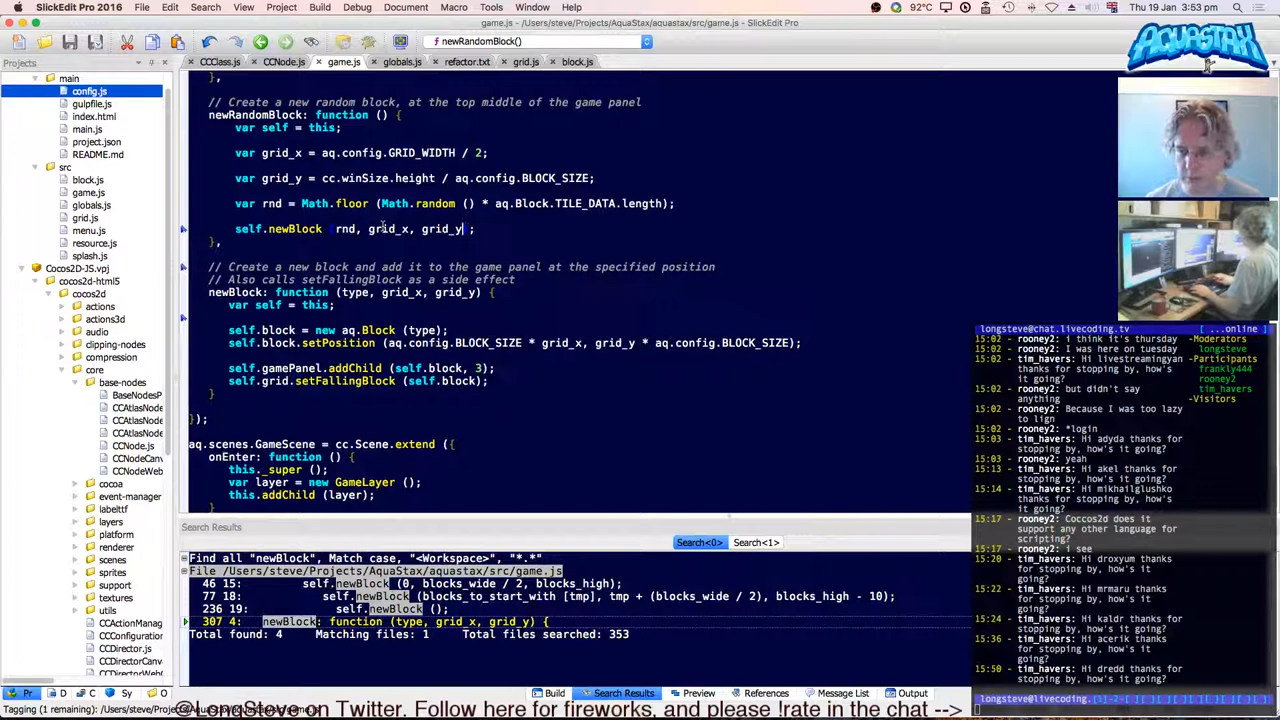 SlickEdit Pro 2016
File
Edit
Search
View
Project
Build
Debug
Document
Macro
Tools
Window
Help
92°C
Thu 19 Jan 3:53 pm
game.js - /Users/steve/Projects/AquaStax/aquastax/src/game.js - SlickEdit Pro
newRandomBlock()
AQUASTAX
Projects
CCClass.js
CCNode.js
game.js
globals.js
refactor.txt
grid.js
block.js
main
config.js
gulpfile.js
index.html
main.js
project.json
README.md
src
block.js
game.js
globals.js
grid.js
menu.js
resource.js
splash.js
Cocos2D-JS.vpj
cocos2d-html5
cocos2d
actions
actions3d
audio
clipping-nodes
compression
core
base-nodes
BaseNodesP
CCAtlasNode
CCAtlasNode
CCAtlasNode
CCNode.js
CCNodeCanv
CCNodeWeb
cocoa
event-manager
labelttf
layers
platform
renderer
scenes
sprites
support
textures
utils
CCActionManag
CCConfiguration
CCDirector.js
CCDirectorCanva
CCDirectorWebG
},
// Create a new random block, at the top middle of the game panel
newRandomBlock: function () {
var self = this;
var grid_x = aq.config.GRID_WIDTH / 2;
var grid_y = cc.winSize.height / aq.config.BLOCK_SIZE;
var rnd = Math.floor (Math.random () * aq.Block.TILE_DATA.length);
self.newBlock (rnd, grid_x, grid_y);
},
// Create a new block and add it to the game panel at the specified position
// Also calls setFallingBlock as a side effect
newBlock: function (type, grid_x, grid_y) {
var self = this;
self.block = new aq.Block (type);
self.block.setPosition (aq.config.BLOCK_SIZE * grid_x, grid_y * aq.config.BLOCK_SIZE);
self.gamePanel.addChild (self.block, 3);
self.grid.setFallingBlock (self.block);
}
});
aq.scenes.GameScene = cc.Scene.extend ({
onEnter: function () {
this._super ();
var layer = new GameLayer ();
this.addChild (layer);
}
Search Results
Search<0>
Search<1>
Find all "newBlock", Match case, "<Workspace>", "*.*"
File /Users/steve/Projects/AquaStax/aquastax/src/game.js
46 15: self.newBlock (0, blocks_wide / 2, blocks_high);
77 18: self.newBlock (blocks_to_start_with [tmp], tmp + (blocks_wide / 2), blocks_high - 10);
236 19: self.newBlock ();
307 4: newBlock: function (type, grid_x, grid_y) {
Total found: 4 Matching files: 1 Total files searched: 353
Build
Search Results
Preview
References
Message List
Output
longsteve@chat.livecoding.tv [ ...online ]
15:02 - rooney2: i think it's thursday
15:02 - rooney2: I was here on tuesday
15:02 - tim_havers: Hi livestreamingyan
thanks for stopping by, how's
it going?
15:02 - rooney2: but didn't say
anything
15:02 - rooney2: Because I was too lazy
to lign
15:02 - rooney2: *login
15:03 - tim_havers: Hi adyda thanks for
stopping by, how's it going?
15:03 - rooney2: yeah
15:13 - tim_havers: Hi akel thanks for
stopping by, how's it going?
15:14 - tim_havers: Hi mikhailglushko
thanks for stopping by, how's
it going?
15:17 - rooney2: Coccos2d does it
support any other language for
scripting?
15:17 - rooney2: i see
15:20 - tim_havers: Hi droxyum thanks
for stopping by, how's it
going?
15:22 - tim_havers: Hi mrmaru thanks
for stopping by, how's it
going?
15:24 - tim_havers: Hi kaldr thanks for
stopping by, how's it going?
15:36 - tim_havers: Hi acerik thanks
for stopping by, how's it
going?
15:50 - tim_havers: Hi dredd thanks for
stopping by, how's it going?
-Moderators
longsteve
-Participants
frankly444
rooney2
tim_havers
-Visitors
Tagging (1 remaining): /Users/steve/Proje
@LongSteve on Twitter. Follow here for fireworks, and please !rate in the chat -->